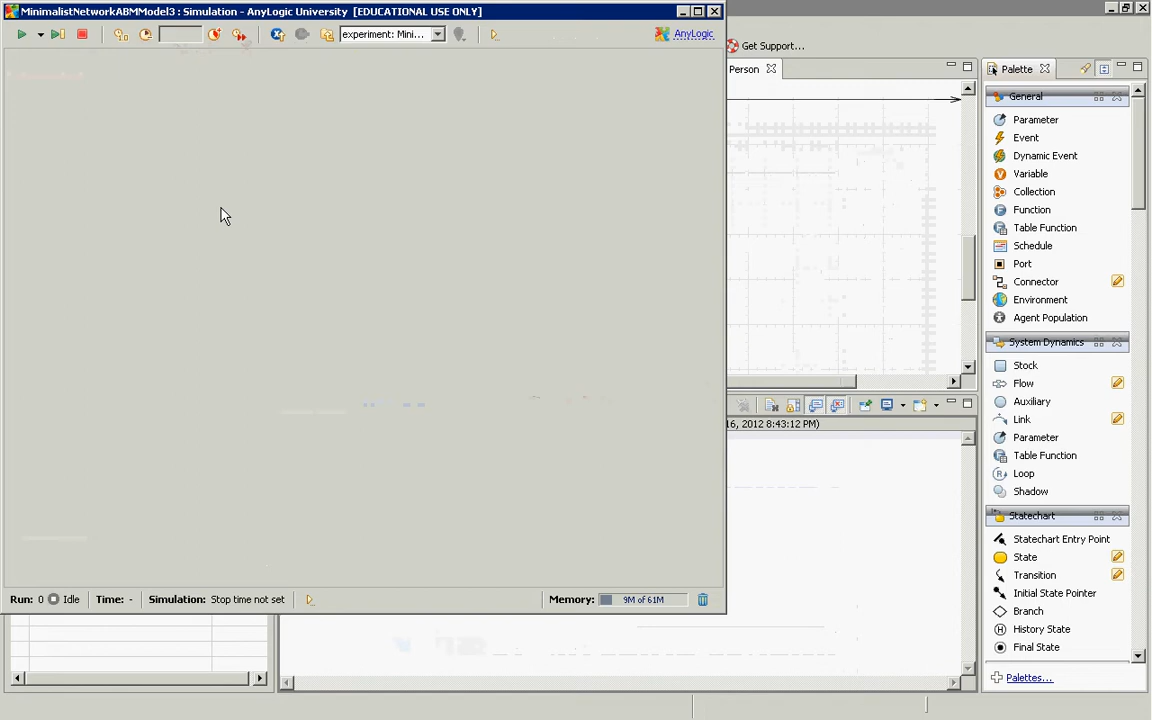 MinimalistNetworkABMModel3 : Simulation - AnyLogic University [EDUCATIONAL USE ONLY]
experiment: Mini...
AnyLogic
Get Support...
Person
Palette
General
Parameter
Event
Dynamic Event
Variable
Collection
Function
Table Function
Schedule
Port
Connector
Environment
Agent Population
System Dynamics
Stock
Flow
Auxiliary
Link
Parameter
Table Function
Loop
Shadow
Statechart
Statechart Entry Point
State
Transition
Initial State Pointer
Branch
History State
Final State
Palettes...
16, 2012 8:43:12 PM)
Run: 0 Idle Time: - Simulation: Stop time not set Memory: 9M of 61M